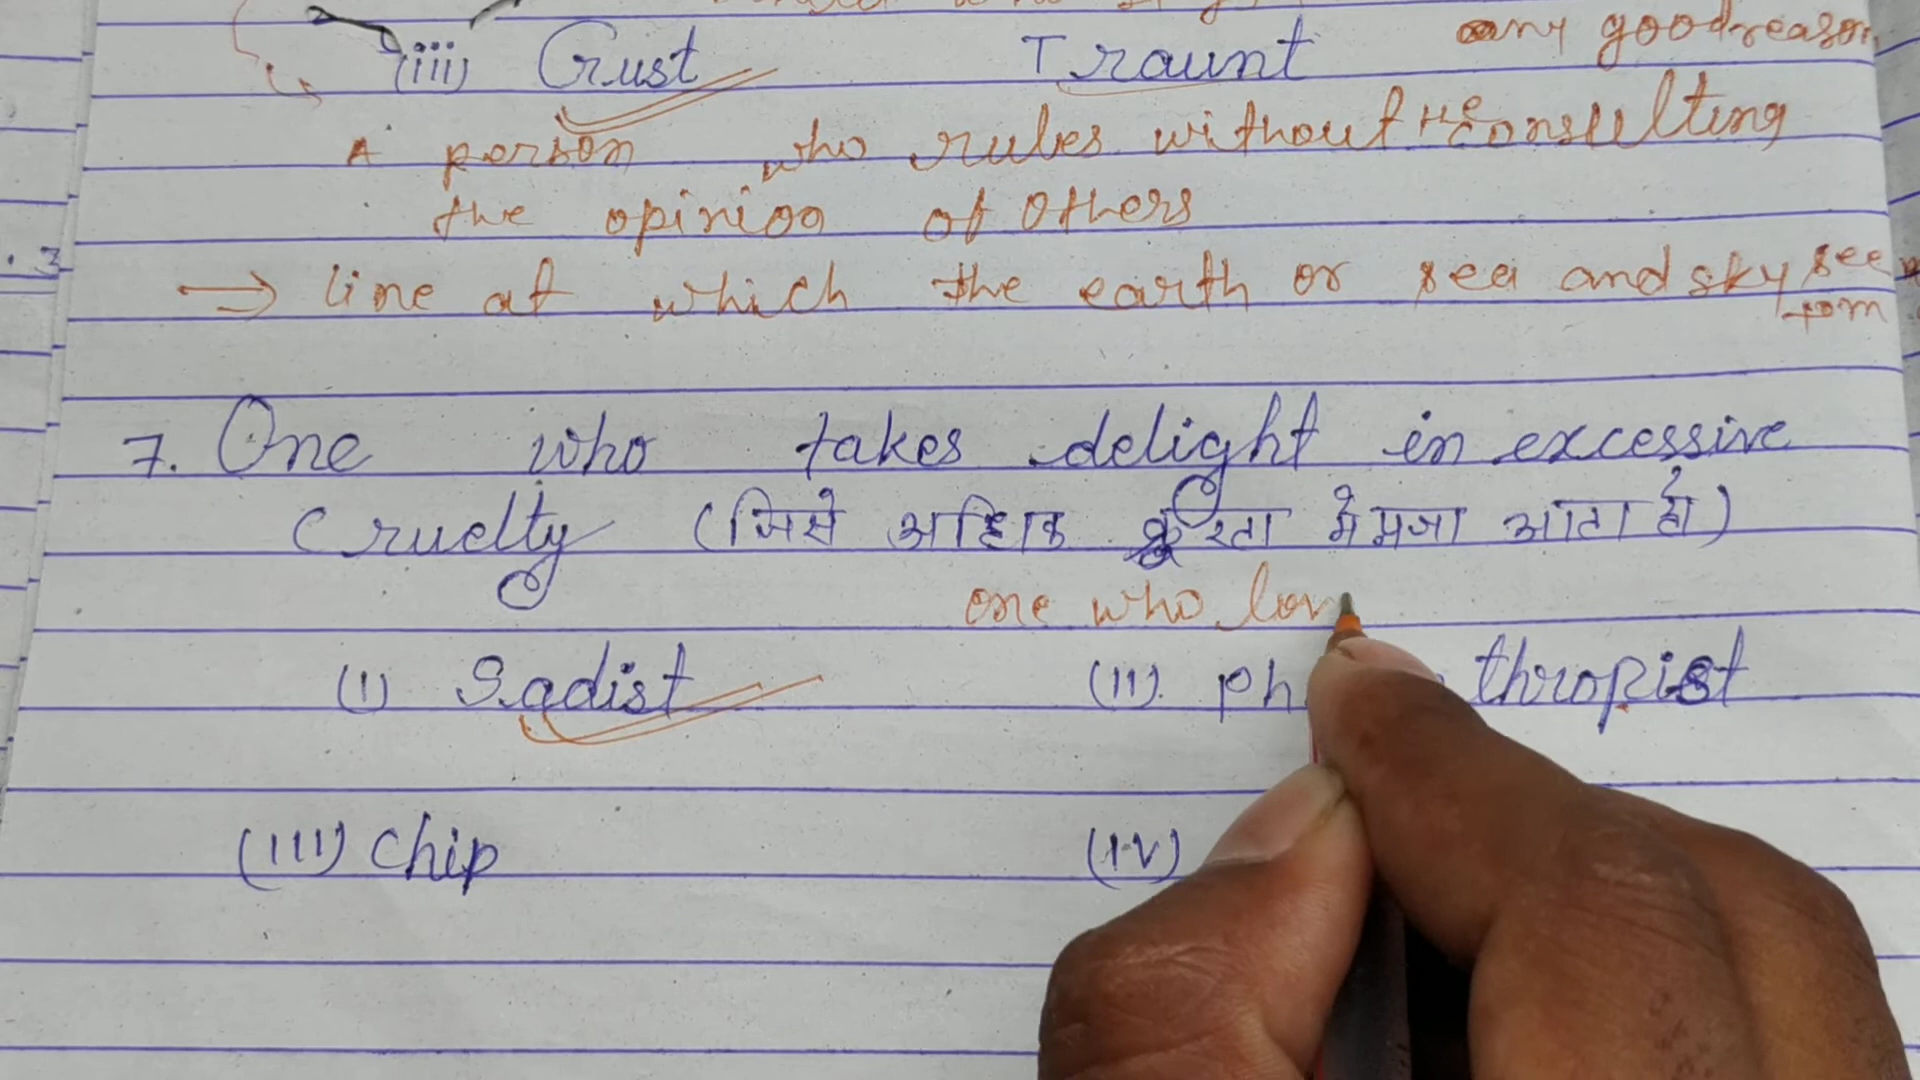 any good reason
(iii) Gust Traunt
A person who rules without the consulting
the opinion of others
→ line at which the earth or sea and sky see
7. One who takes delight in excessive
Cruelty (जिसे अधिक क्रूरता में मजा आता हो)
one who lov
(I) Sadist (II). ph thropist
(III) chip (IV)